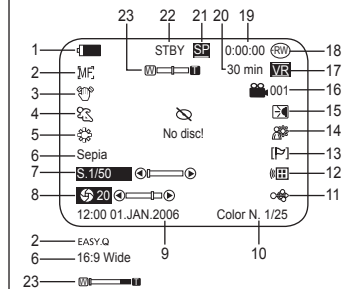 23 22 21 20 19
1 STBY SP 0:00:00 RW 18
2 MF 23 W T 30 min VR 17
3 001 16
4 15
5 No disc! 14
6 Sepia 13
7 S.1/50 12
8 20 11
12:00 01.JAN.2006 Color N. 1/25
9 10
2 EASY.Q
6 16:9 Wide
23 W T